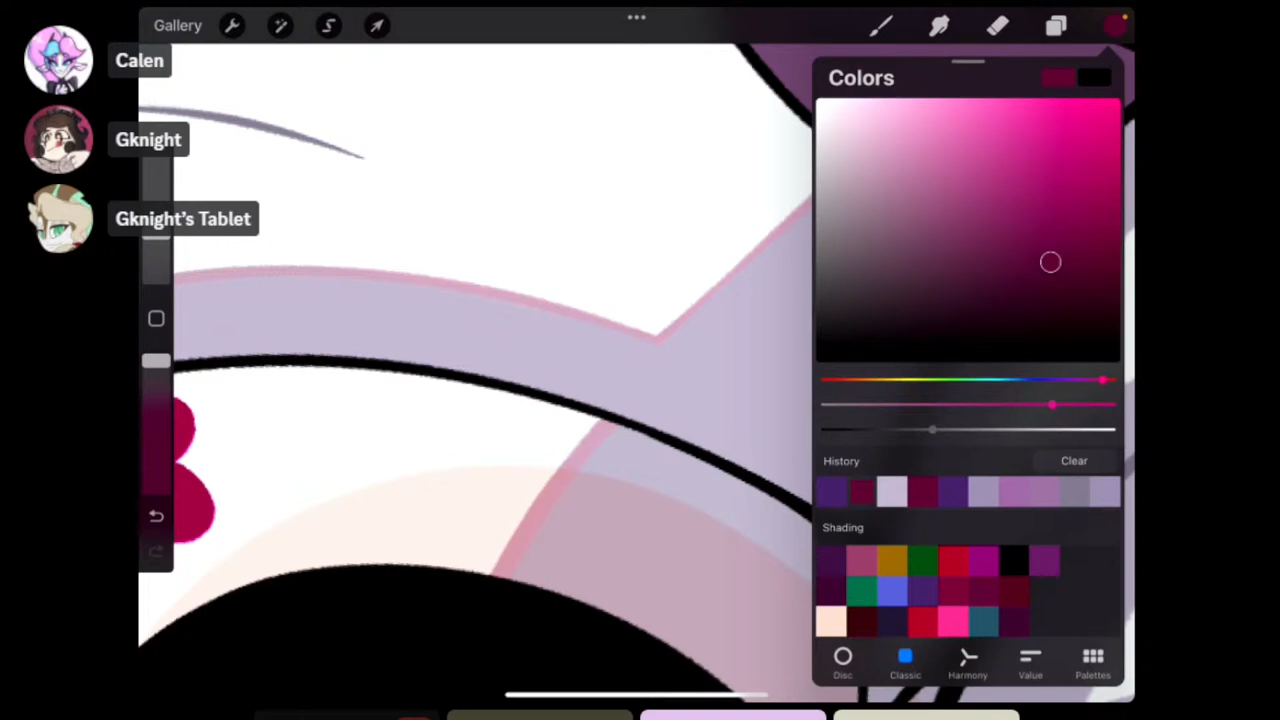 Gallery
Calen
Gknight
Gknight's Tablet
Colors
History
Clear
Shading
Disc
Classic
Harmony
Value
Palettes